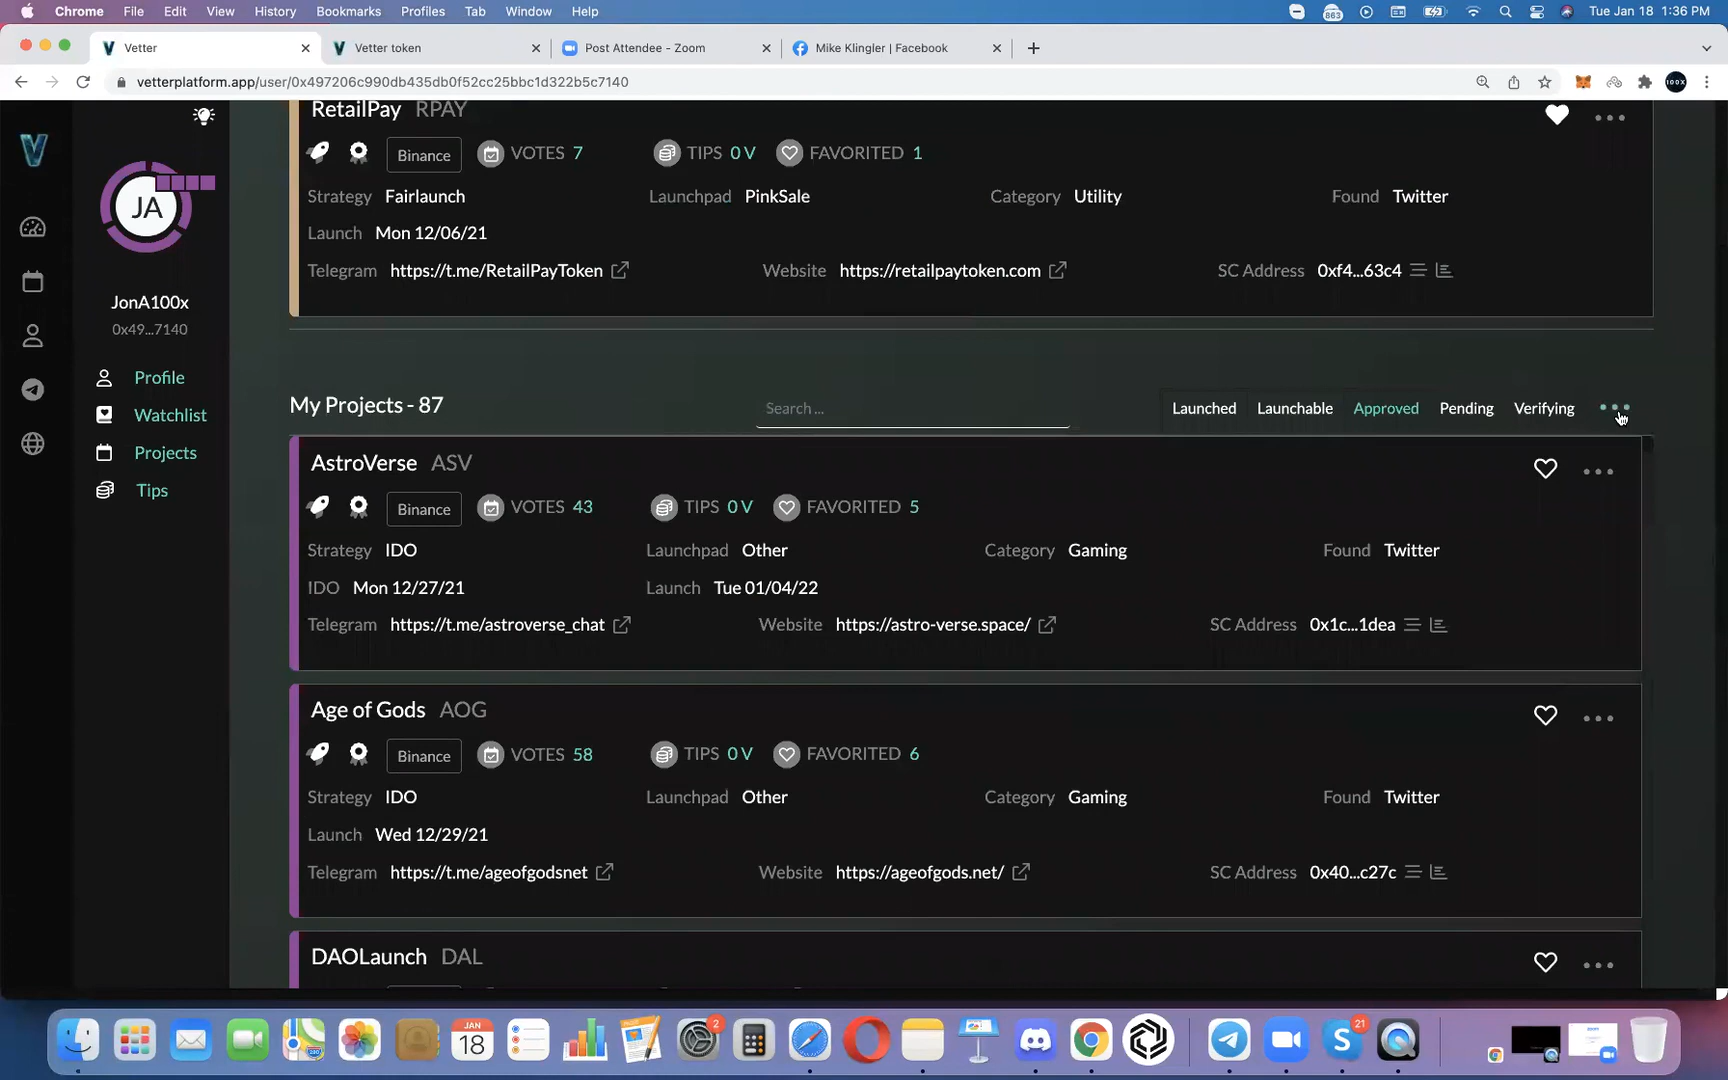 Chrome File Edit View History Bookmarks Profiles Tab Window Help 863 Tue Jan 18 1:36 PM
Vetter Vetter token Post Attendee - Zoom Mike Klingler | Facebook
vetterplatform.app/user/0x497206c990db435db0f52cc25bbc1d322b5c7140 100X
V
JA
JonA100x
0x49...7140
Profile
Watchlist
Projects
Tips
RetailPay RPAY
Binance VOTES 7 TIPS 0 V FAVORITED 1
Strategy Fairlaunch Launchpad PinkSale Category Utility Found Twitter
Launch Mon 12/06/21
Telegram https://t.me/RetailPayToken Website https://retailpaytoken.com SC Address 0xf4...63c4
My Projects - 87 Search ... Launched Launchable Approved Pending Verifying
AstroVerse ASV
Binance VOTES 43 TIPS 0 V FAVORITED 5
Strategy IDO Launchpad Other Category Gaming Found Twitter
IDO Mon 12/27/21 Launch Tue 01/04/22
Telegram https://t.me/astroverse_chat Website https://astro-verse.space/ SC Address 0x1c...1dea
Age of Gods AOG
Binance VOTES 58 TIPS 0 V FAVORITED 6
Strategy IDO Launchpad Other Category Gaming Found Twitter
Launch Wed 12/29/21
Telegram https://t.me/ageofgodsnet Website https://ageofgods.net/ SC Address 0x40...c27c
DAOLaunch DAL
JAN
18
2
21